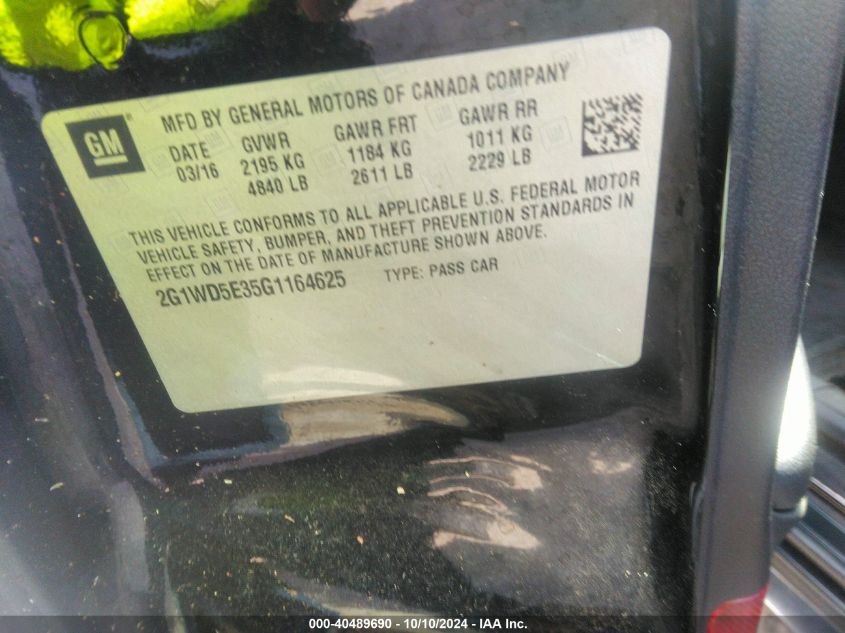 MFD BY GENERAL MOTORS OF CANADA COMPANY
GM
DATE GVWR GAWR FRT GAWR RR
03/16 2195 KG 1184 KG 1011 KG
4840 LB 2611 LB 2229 LB
THIS VEHICLE CONFORMS TO ALL APPLICABLE U.S. FEDERAL MOTOR
VEHICLE SAFETY, BUMPER, AND THEFT PREVENTION STANDARDS IN
EFFECT ON THE DATE OF MANUFACTURE SHOWN ABOVE.
2G1WD5E35G1164625 TYPE: PASS CAR
000-40489690 - 10/10/2024 - IAA Inc.